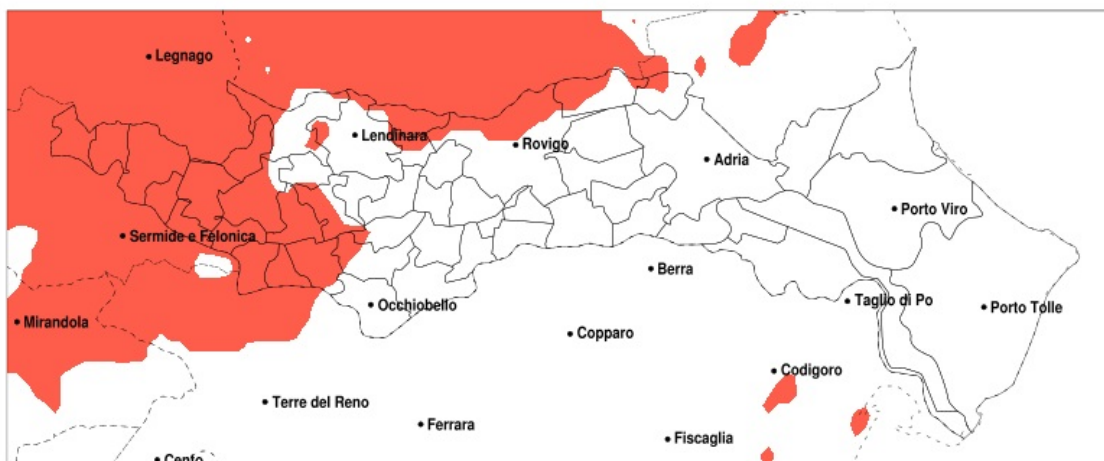 Legnago
Lendinara
Rovigo
Adria
Porto Viro
Sermide e Felonica
Berra
Taglio di Po
Occhiobello
Porto Tolle
Mirandola
Copparo
Codigoro
Terre del Reno
Ferrara
Fiscaglia
Cento